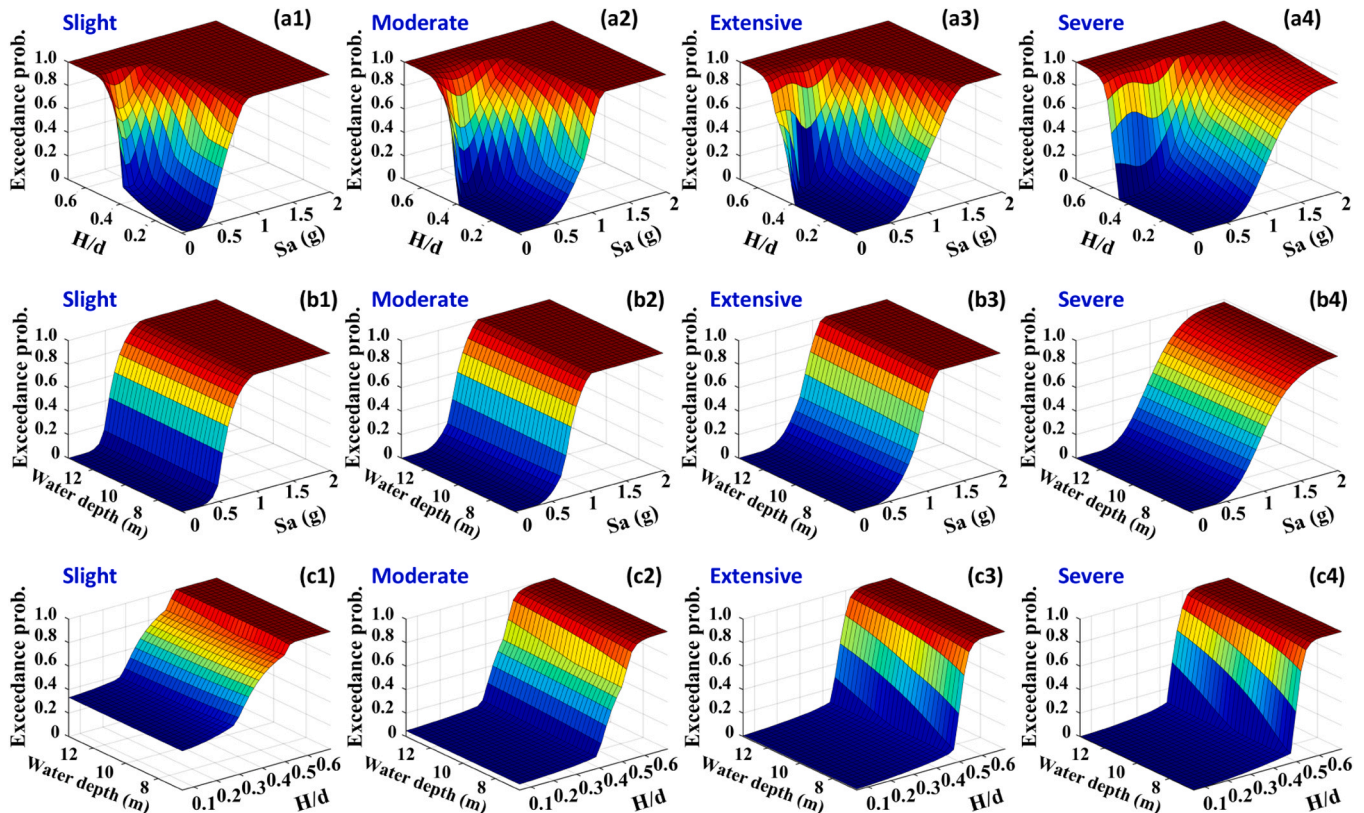 Slight (a1) Moderate (a2) Extensive (a3) Severe (a4)
Exceedance prob. Exceedance prob. Exceedance prob. Exceedance prob.
1.0 1.0 1.0 1.0
0.8 0.8 0.8 0.8
0.6 0.6 0.6 0.6
0.4 0.4 0.4 0.4
0.2 0.2 0.2 0.2
0 0 0 0
0.6 0.4 0.2 0.6 0.4 0.2 0.6 0.4 0.2 0.6 0.4 0.2
0 0.5 1 1.5 2 0 0.5 1 1.5 2 0 0.5 1 1.5 2 0 0.5 1 1.5 2
H/d Sa (g) H/d Sa (g) H/d Sa (g) H/d Sa (g)
Slight (b1) Moderate (b2) Extensive (b3) Severe (b4)
Exceedance prob. Exceedance prob. Exceedance prob. Exceedance prob.
1.0 1.0 1.0 1.0
0.8 0.8 0.8 0.8
0.6 0.6 0.6 0.6
0.4 0.4 0.4 0.4
0.2 0.2 0.2 0.2
0 0 0 0
12 10 8 12 10 8 12 10 8 12 10 8
0 0.5 1 1.5 2 0 0.5 1 1.5 2 0 0.5 1 1.5 2 0 0.5 1 1.5 2
Water depth (m) Sa (g) Water depth (m) Sa (g) Water depth (m) Sa (g) Water depth (m) Sa (g)
Slight (c1) Moderate (c2) Extensive (c3) Severe (c4)
Exceedance prob. Exceedance prob. Exceedance prob. Exceedance prob.
1.0 1.0 1.0 1.0
0.8 0.8 0.8 0.8
0.6 0.6 0.6 0.6
0.4 0.4 0.4 0.4
0.2 0.2 0.2 0.2
0 0 0 0
12 10 8 12 10 8 12 10 8 12 10 8
0.1 0.2 0.3 0.4 0.5 0.6 0.1 0.2 0.3 0.4 0.5 0.6 0.1 0.2 0.3 0.4 0.5 0.6 0.1 0.2 0.3 0.4 0.5 0.6
Water depth (m) H/d Water depth (m) H/d Water depth (m) H/d Water depth (m) H/d